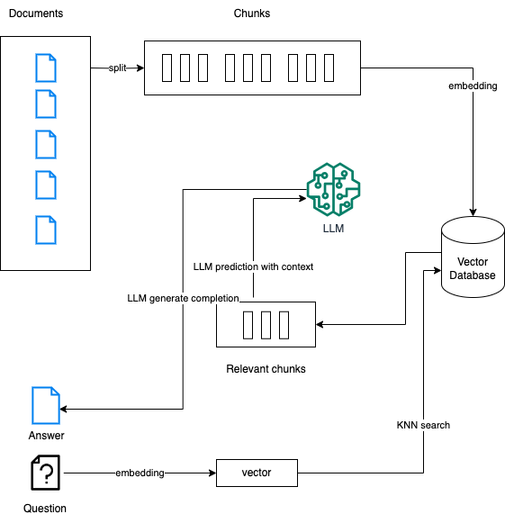 Documents
Chunks
split
embedding
LLM
Vector
Database
LLM prediction with context
LLM generate completion
Relevant chunks
Answer
KNN search
?
embedding
vector
Question